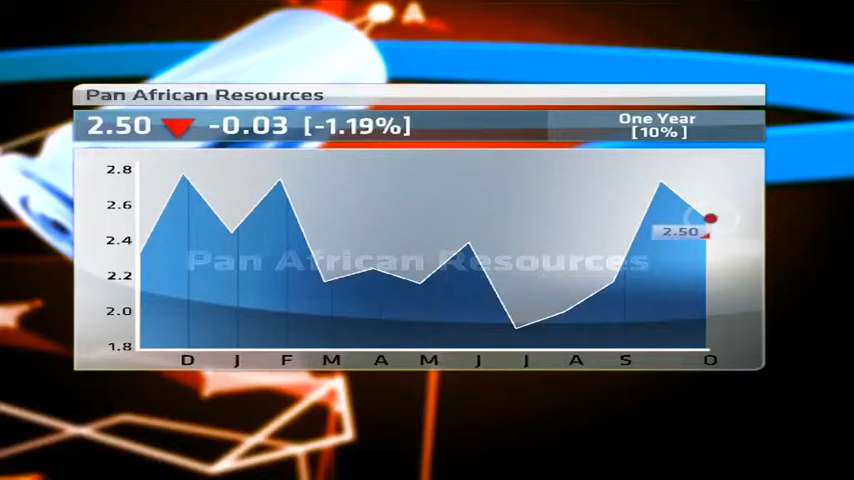 A
Pan African Resources
2.50 -0.03 [-1.19%]
One Year
[10%]
2.8
2.6
2.4
2.2
2.0
1.8
Pan African Resources
2.50
D J F M A M J J A S O